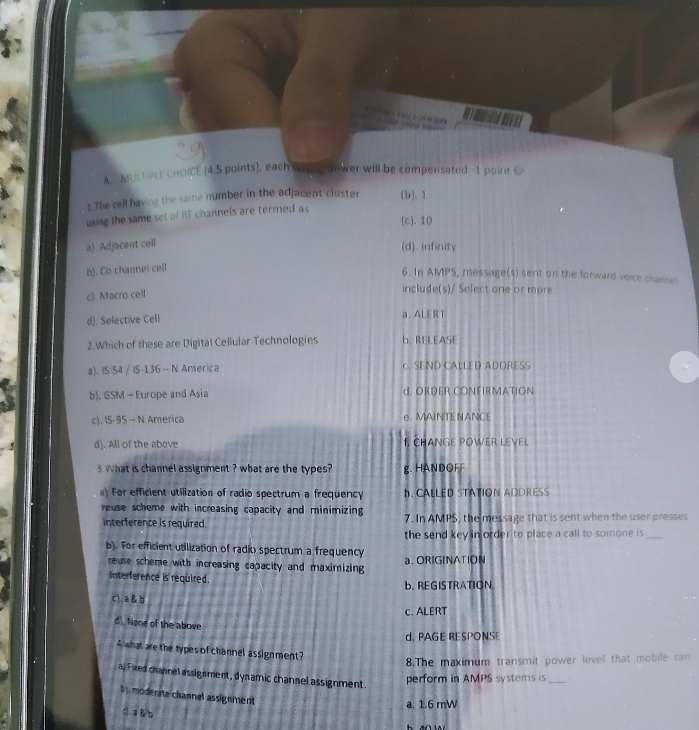 29
A. MULTIPLE CHOICE (4.5 points), each answer will be compensated -1 point
1.The cell having the same number in the adjacent cluster
using the same set of RF channels are termed as
a). Adjacent cell
b). Co channel cell
c). Macro cell
d). Selective Cell
2.Which of these are Digital Cellular Technologies
a). IS-54 / IS-136 – N America
b). GSM – Europe and Asia
c). IS-95 – N America
d). All of the above
3.What is channel assignment ? what are the types?
a) For efficient utilization of radio spectrum a frequency
reuse scheme with increasing capacity and minimizing
interference is required.
b). For efficient utilization of radio spectrum a frequency
reuse scheme with increasing capacity and maximizing
interference is required.
c). a & b
d). None of the above
4.what are the types of channel assignment?
a) Fixed channel assignment, dynamic channel assignment.
b) moderate channel assignment
a & b
(b). 1
(c). 10
(d). Infinity
6. In AMPS, message(s) sent on the forward voice channel
include(s)/ Select one or more:
a. ALERT
b. RELEASE
c. SEND CALLED ADDRESS
d. ORDER CONFIRMATION
e. MAINTENANCE
f. CHANGE POWER LEVEL
g. HANDOFF
h. CALLED STATION ADDRESS
7. In AMPS, the message that is sent when the user presses
the send key in order to place a call to somone is ___
a. ORIGINATION
b. REGISTRATION
c. ALERT
d. PAGE RESPONSE
8.The maximum transmit power level that mobile can
perform in AMPS systems is ___.
a. 1.6 mW
b. 40 W